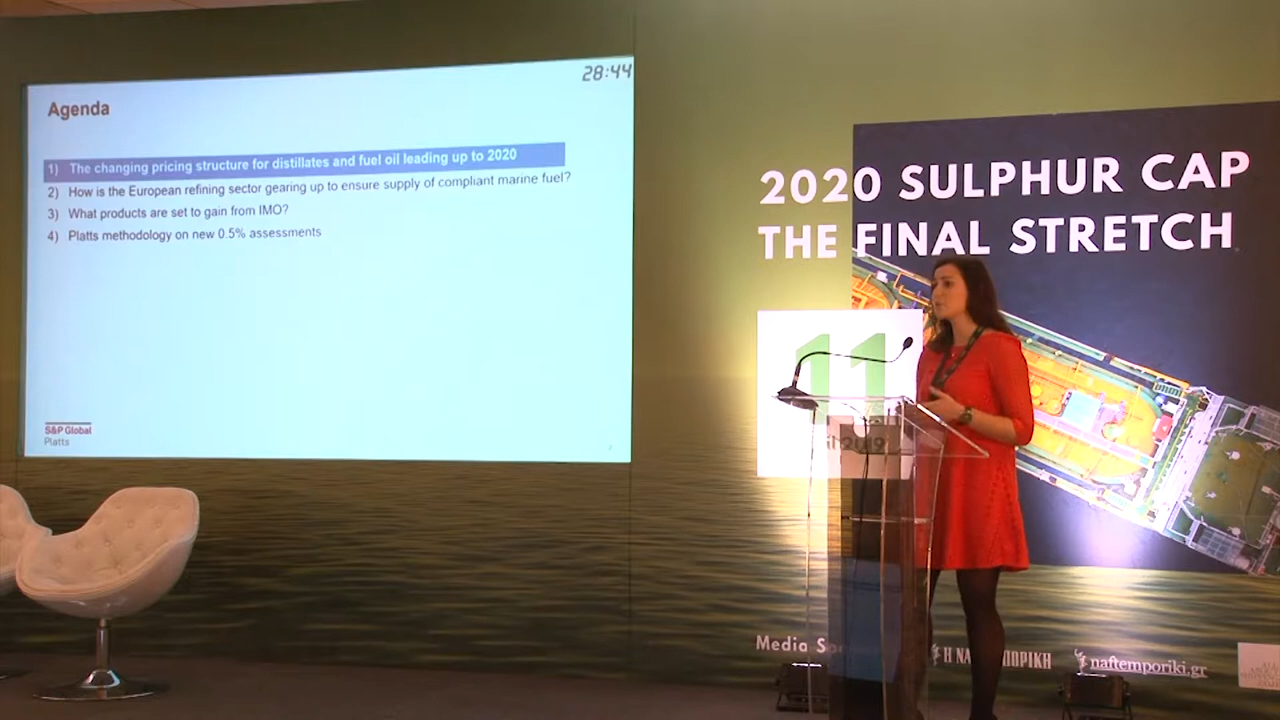 28:44
Agenda
1) The changing pricing structure for distillates and fuel oil leading up to 2020
2) How is the European refining sector gearing up to ensure supply of compliant marine fuel?
3) What products are set to gain from IMO?
4) Platts methodology on new 0.5% assessments
S&P Global
Platts
2020 SULPHUR CAP
THE FINAL STRETCH
11
2019
Media
naftemporiki.gr